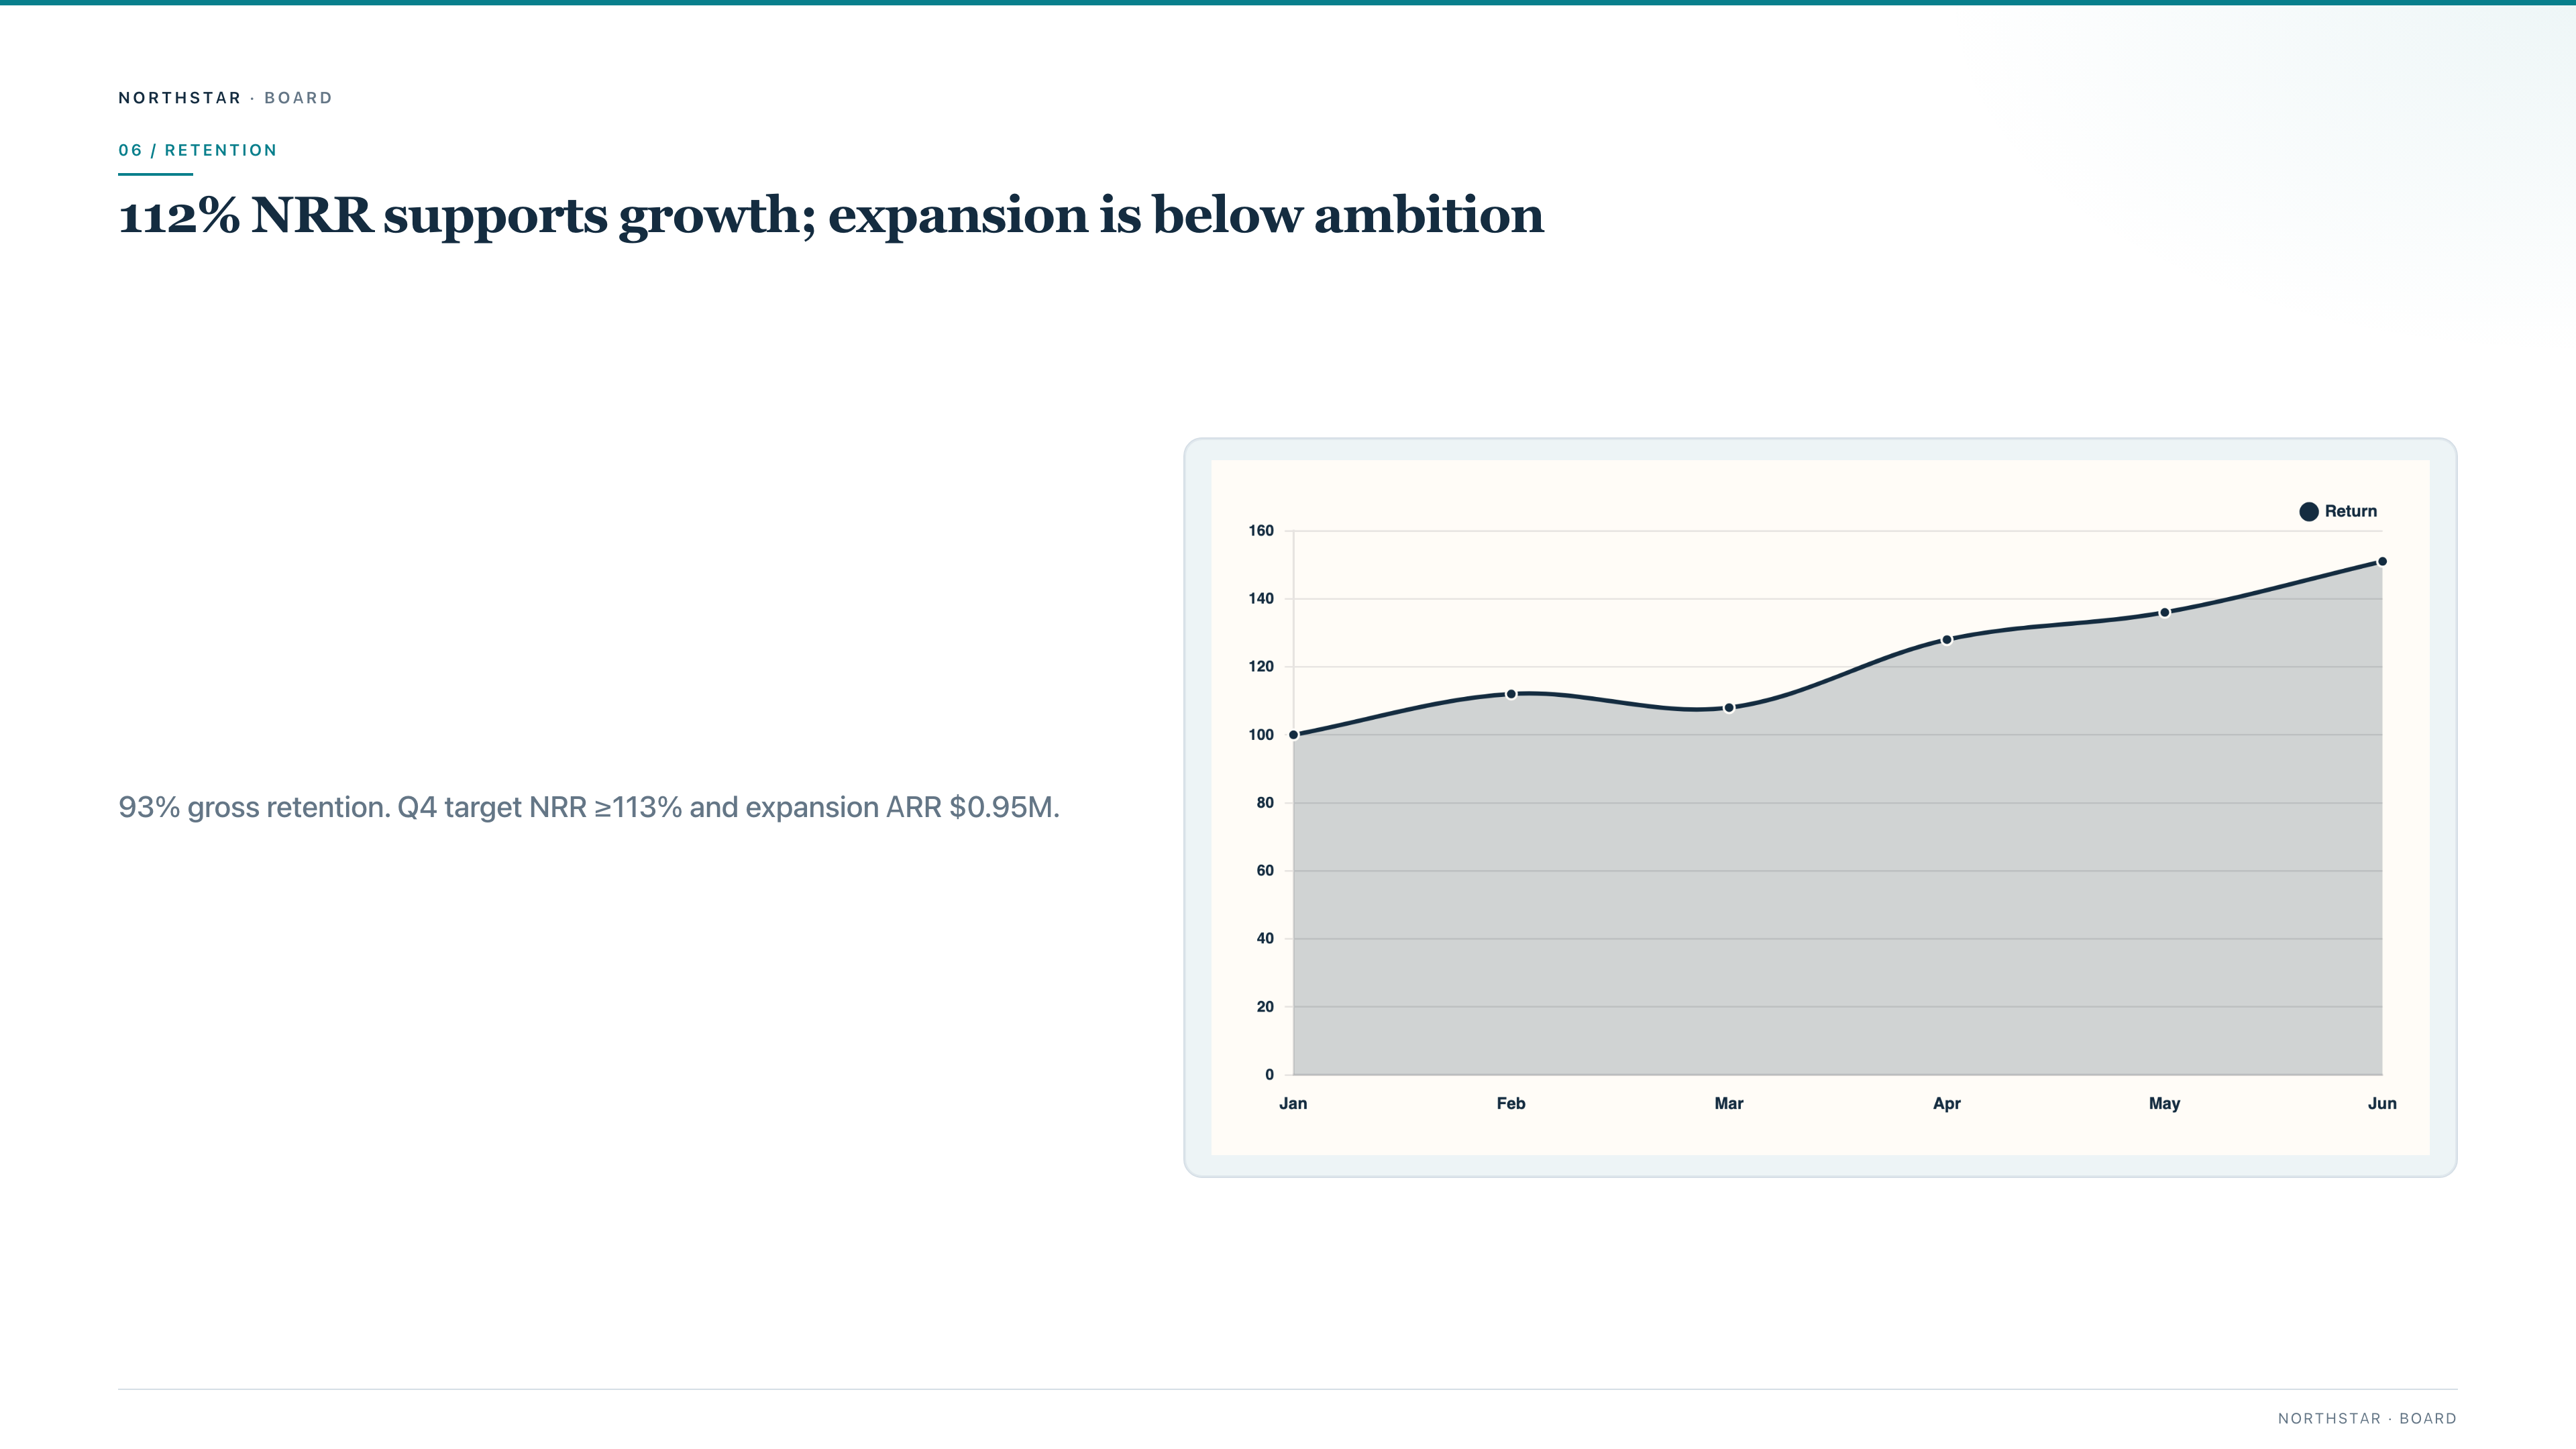 NORTHSTAR · BOARD
06 / RETENTION
112% NRR supports growth; expansion is below ambition
93% gross retention. Q4 target NRR ≥113% and expansion ARR $0.95M.
Return
160
140
120
100
80
60
40
20
0
Jan Feb Mar Apr May Jun
NORTHSTAR · BOARD